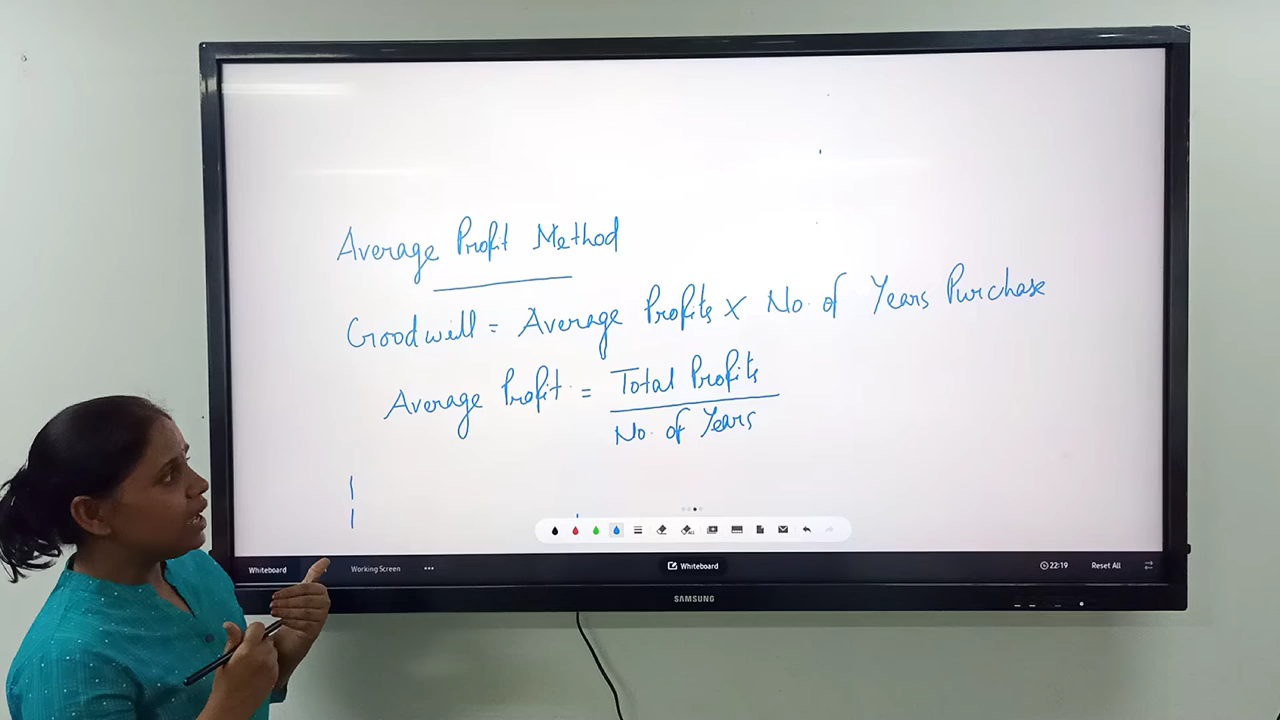 Average Profit Method
Goodwill = Average Profits x No. of Years Purchase
Average Profit = Total Profits
No. of Years
Whiteboard
Working Screen
Whiteboard
22:19
Reset All
SAMSUNG